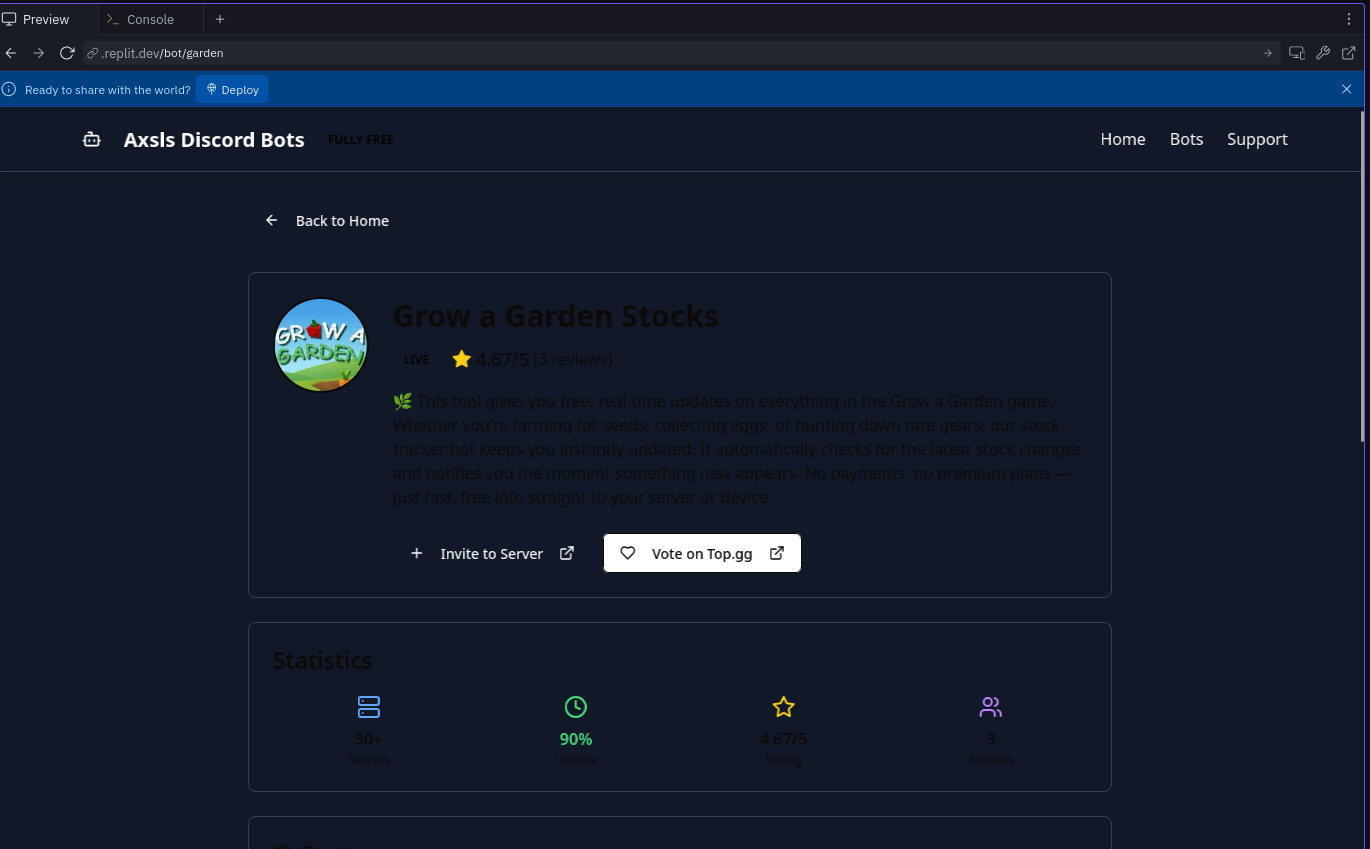 Preview
Console
.replit.dev/bot/garden
Ready to share with the world?
Deploy
Axsls Discord Bots
FULLY FREE
Home
Bots
Support
Back to Home
GROW A
GARDEN
Grow a Garden Stocks
LIVE
4.67/5 (3 reviews)
🌿 This tool gives you free, real-time updates on everything in the Grow a Garden game.
Whether you're farming for seeds, collecting eggs, or hunting down rare gears, our stock
tracker bot keeps you instantly updated. It automatically checks for the latest stock changes
and notifies you the moment something new appears. No payments, no premium plans —
just fast, free info straight to your server or device.
Invite to Server
Vote on Top.gg
Statistics
50+
Servers
90%
Uptime
4.67/5
Rating
3
Reviews